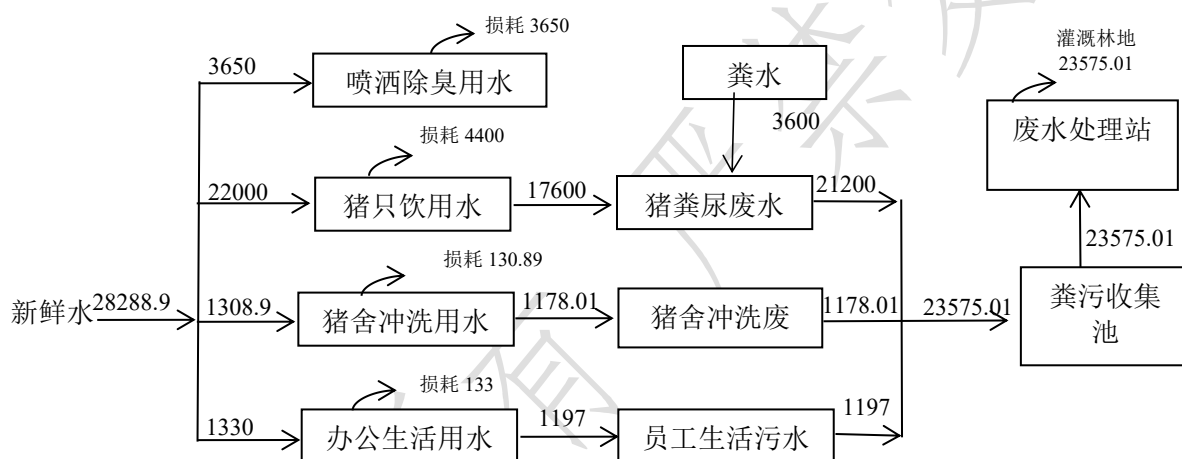 损耗 3650
3650
喷洒除臭用水
粪水
3600
灌溉林地
23575.01
废水处理站
损耗 4400
22000
猪只饮用水
17600
猪粪尿废水
21200
23575.01
损耗 130.89
新鲜水
28288.9
1308.9
猪舍冲洗用水
1178.01
猪舍冲洗废
1178.01
23575.01
粪污收集
池
损耗 133
1330
办公生活用水
1197
员工生活污水
1197
有
严禁